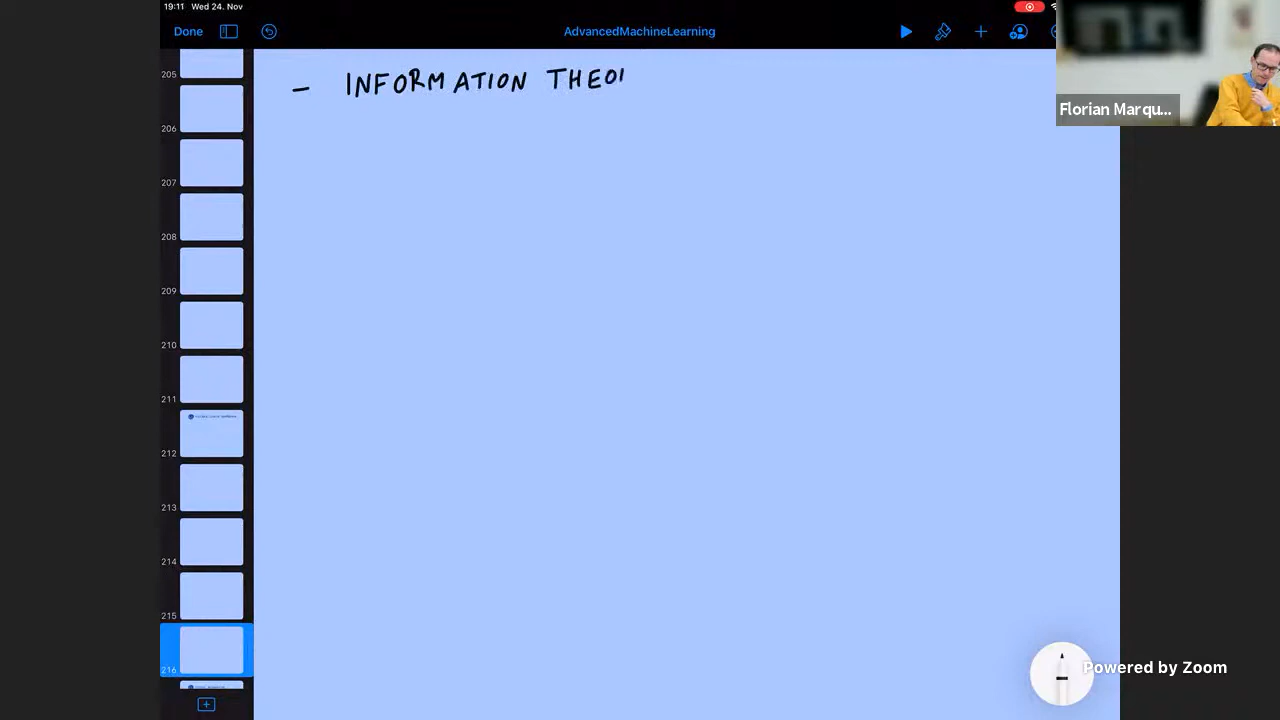 19:11 Wed 24. Nov
Done
AdvancedMachineLearning
Florian Marqu...
- INFORMATION THEO
205
206
207
208
209
210
211
212
213
214
215
216
Powered by Zoom